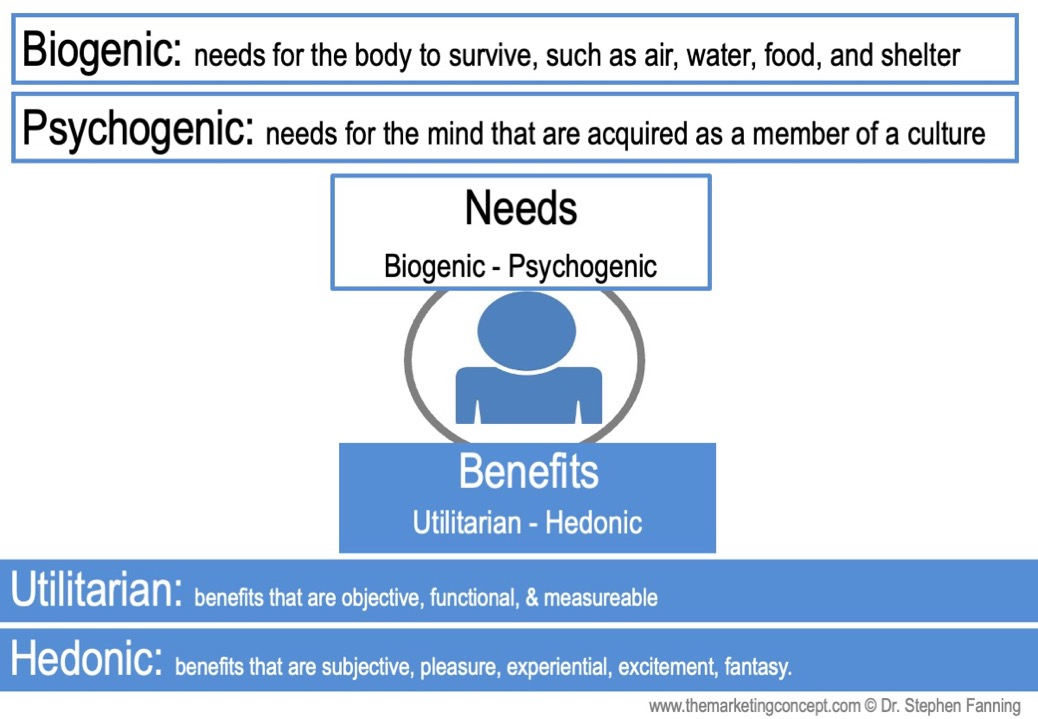 Biogenic: needs for the body to survive, such as air, water, food, and shelter
Psychogenic: needs for the mind that are acquired as a member of a culture
Needs
Biogenic - Psychogenic
Benefits
Utilitarian - Hedonic
Utilitarian: benefits that are objective, functional, & measureable
Hedonic: benefits that are subjective, pleasure, experiential, excitement, fantasy.
www.themarketingconcept.com © Dr. Stephen Fanning